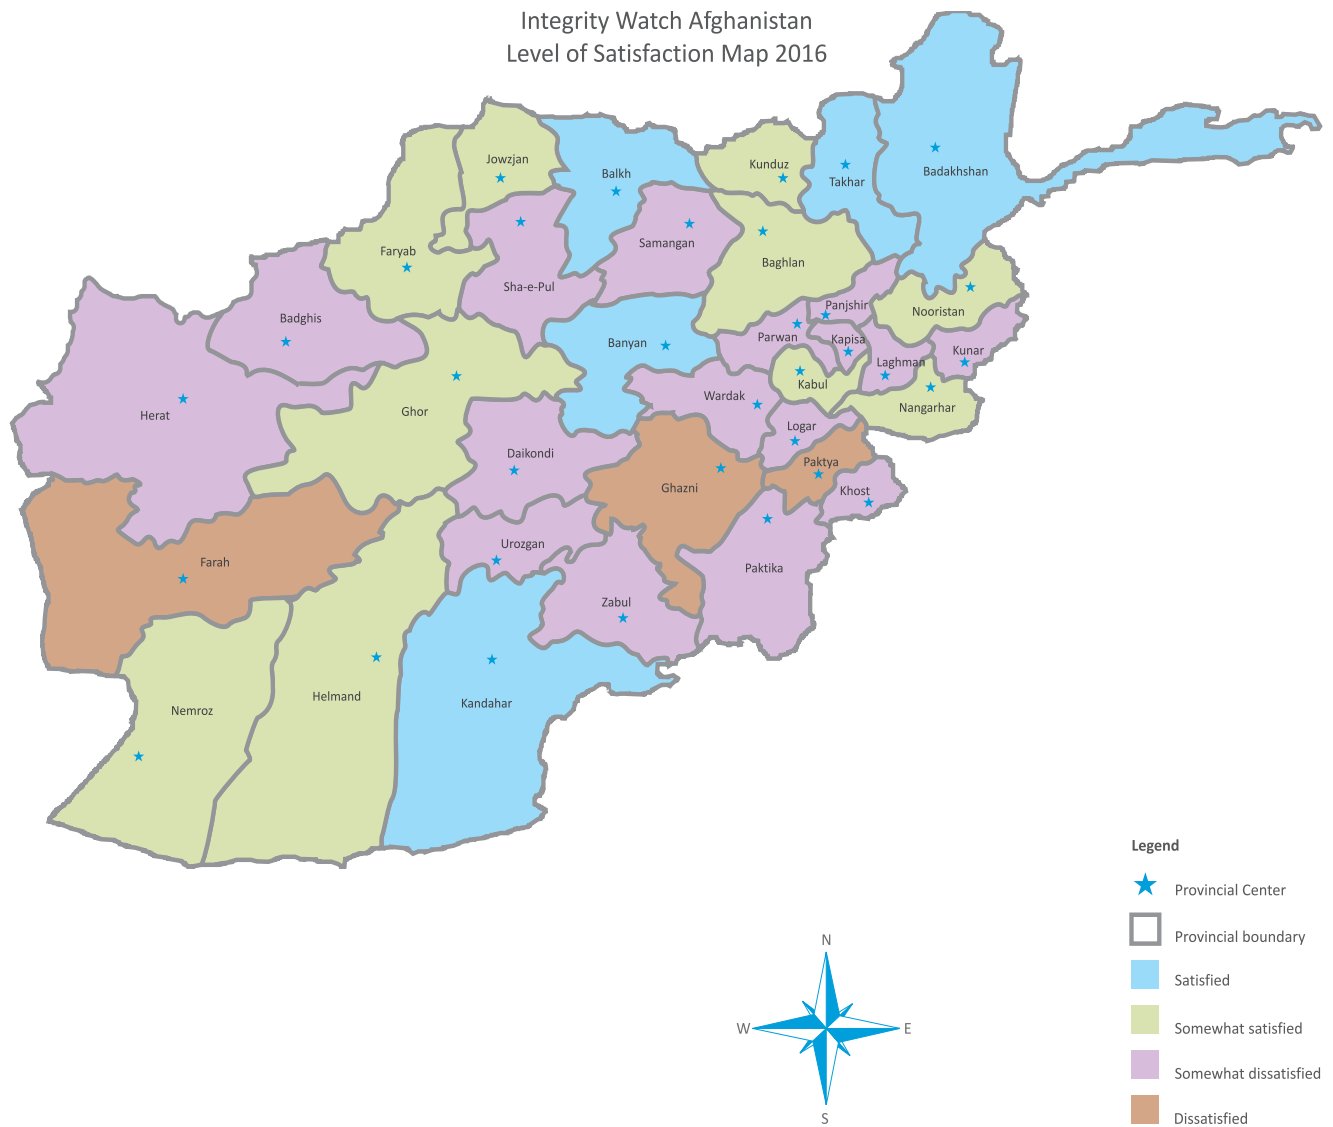 Integrity Watch Afghanistan
Level of Satisfaction Map 2016
Jowzjan
Balkh
Kunduz
Takhar
Badakhshan
Faryab
Samangan
Baghlan
Sha-e-Pul
Badghis
Panjshir
Nooristan
Parwan
Kapisa
Banyan
Laghman
Kunar
Kabul
Herat
Ghor
Wardak
Nangarhar
Logar
Daikondi
Paktya
Ghazni
Khost
Urozgan
Farah
Paktika
Zabul
Helmand
Kandahar
Nemroz
Legend
Provincial Center
Provincial boundary
Satisfied
Somewhat satisfied
Somewhat dissatisfied
Dissatisfied
N
W
E
S